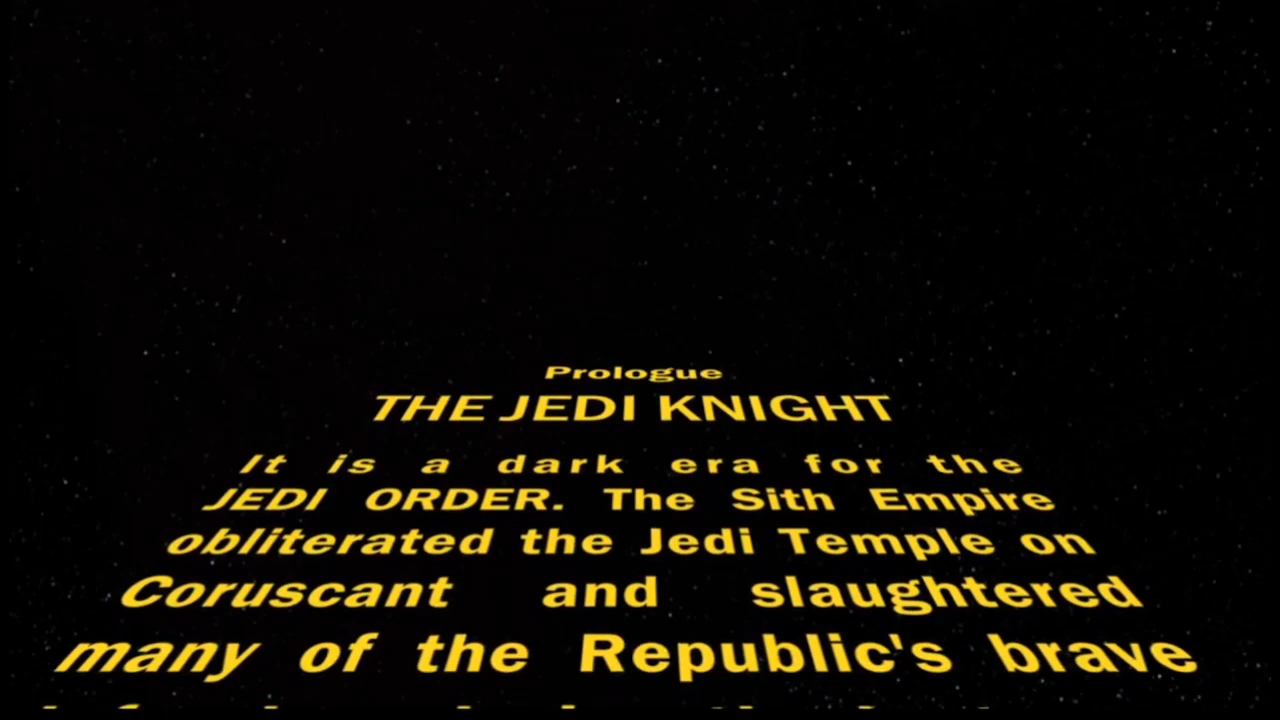 Prologue
THE JEDI KNIGHT
It is a dark era for the
JEDI ORDER. The Sith Empire
obliterated the Jedi Temple on
Coruscant and slaughtered
many of the Republic's brave